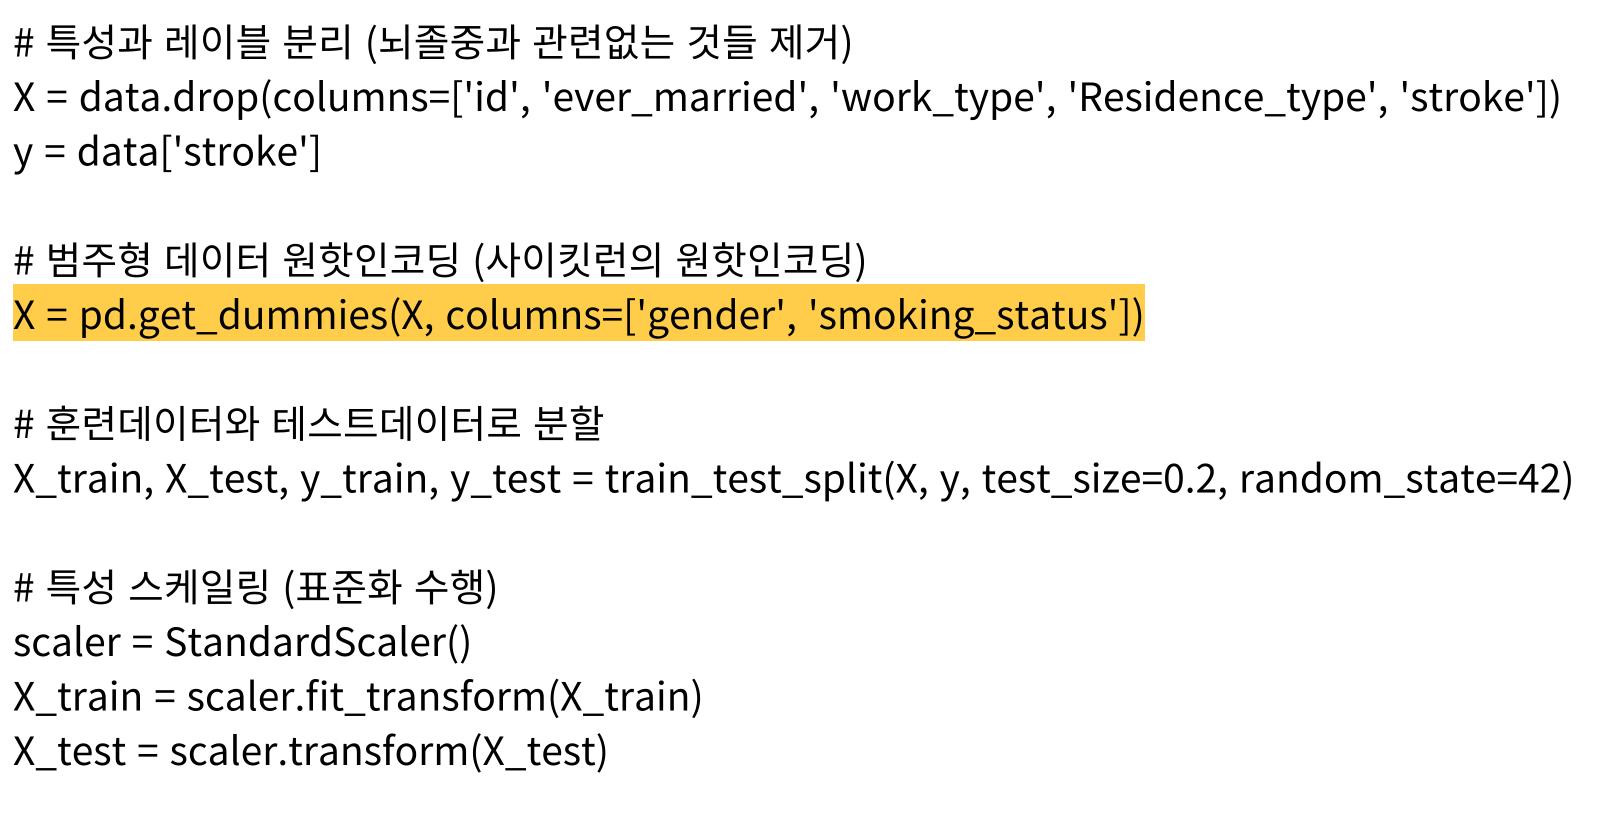 # 특성과 레이블 분리 (뇌졸중과 관련없는 것들 제거)
X = data.drop(columns=['id', 'ever_married', 'work_type', 'Residence_type', 'stroke'])
y = data['stroke']
# 범주형 데이터 원핫인코딩 (사이킷런의 원핫인코딩)
X = pd.get_dummies(X, columns=['gender', 'smoking_status'])
# 훈련데이터와 테스트데이터로 분할
X_train, X_test, y_train, y_test = train_test_split(X, y, test_size=0.2, random_state=42)
# 특성 스케일링 (표준화 수행)
scaler = StandardScaler()
X_train = scaler.fit_transform(X_train)
X_test = scaler.transform(X_test)